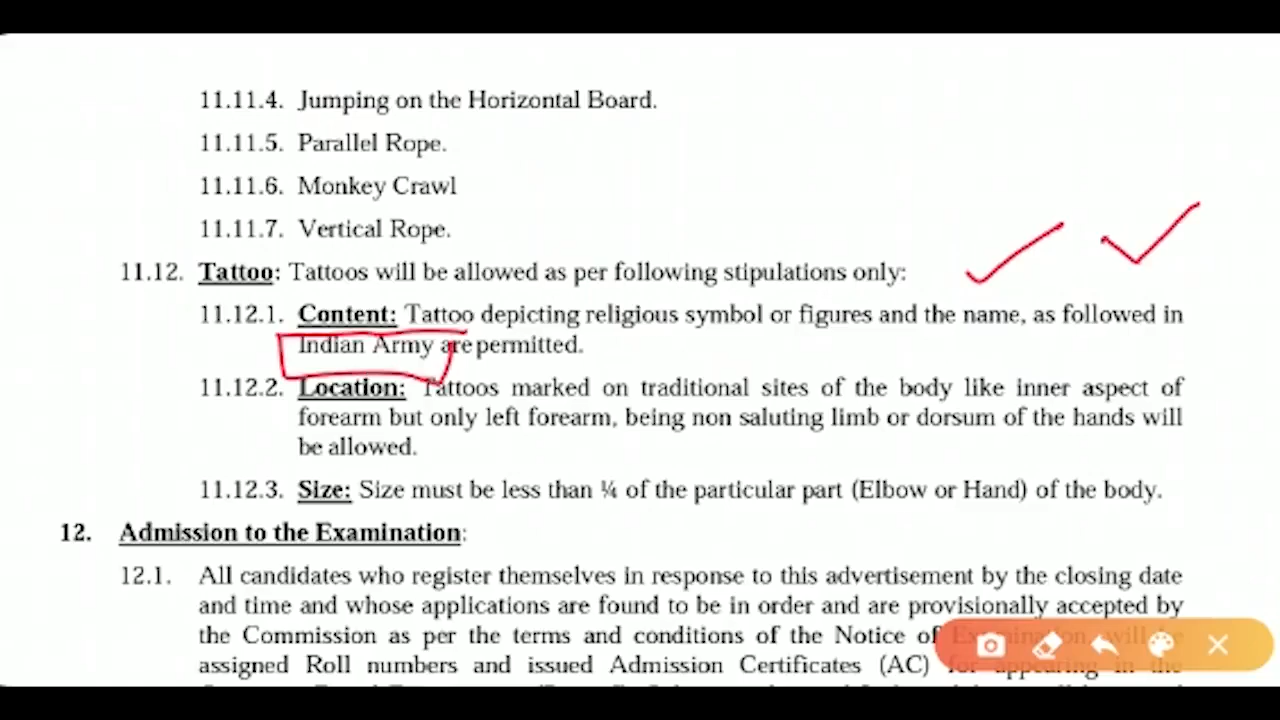 11.11.4. Jumping on the Horizontal Board.
11.11.5. Parallel Rope.
11.11.6. Monkey Crawl
11.11.7. Vertical Rope.
11.12. Tattoo: Tattoos will be allowed as per following stipulations only:
11.12.1. Content: Tattoo depicting religious symbol or figures and the name, as followed in
Indian Army are permitted.
11.12.2. Location: Tattoos marked on traditional sites of the body like inner aspect of
forearm but only left forearm, being non saluting limb or dorsum of the hands will
be allowed.
11.12.3. Size: Size must be less than ¼ of the particular part (Elbow or Hand) of the body.
12. Admission to the Examination:
12.1. All candidates who register themselves in response to this advertisement by the closing date
and time and whose applications are found to be in order and are provisionally accepted by
the Commission as per the terms and conditions of the Notice of Examination, will be
assigned Roll numbers and issued Admission Certificates (AC) for appearing in the